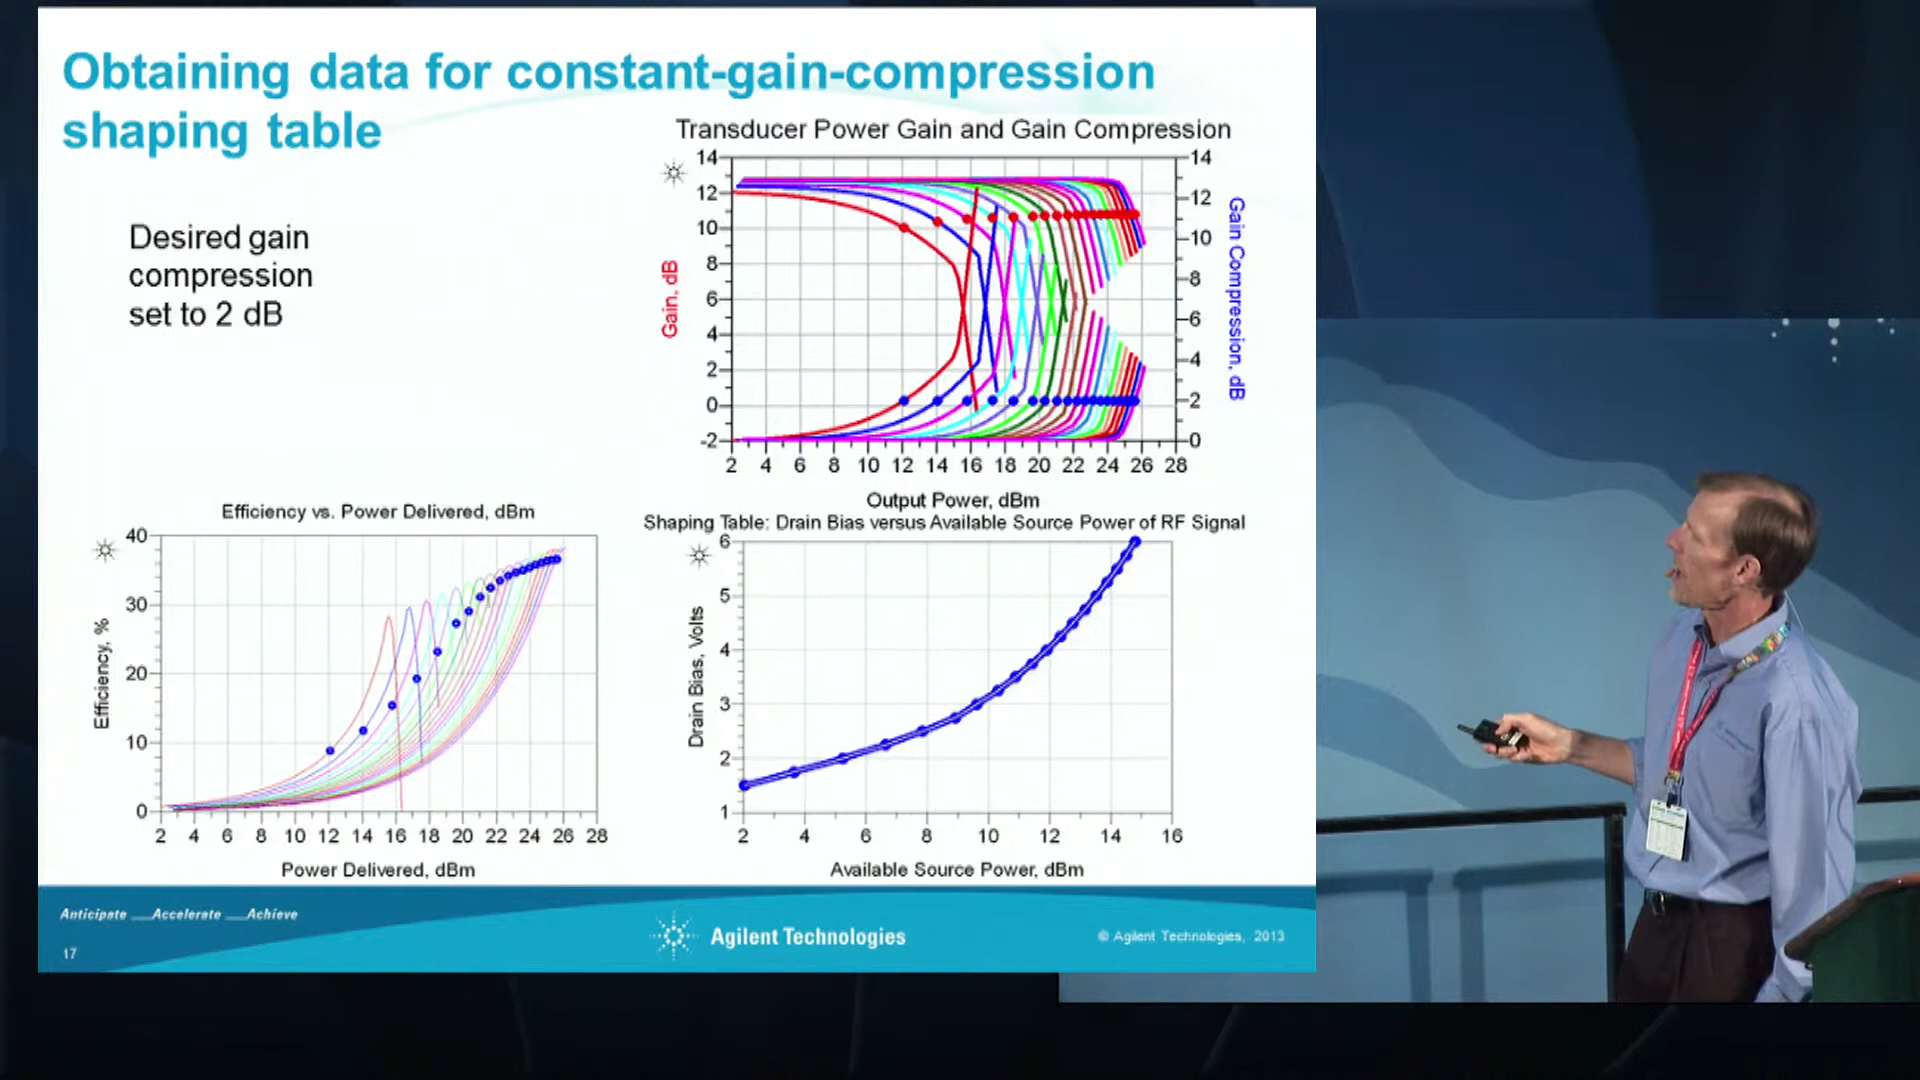 Obtaining data for constant-gain-compression
shaping table
Desired gain
compression
set to 2 dB
Transducer Power Gain and Gain Compression
14
12
10
8
6
4
2
0
-2
Gain, dB
14
12
10
8
6
4
2
0
Gain Compression, dB
2 4 6 8 10 12 14 16 18 20 22 24 26 28
Output Power, dBm
Efficiency vs. Power Delivered, dBm
40
30
20
10
0
Efficiency, %
2 4 6 8 10 12 14 16 18 20 22 24 26 28
Power Delivered, dBm
Shaping Table: Drain Bias versus Available Source Power of RF Signal
6
5
4
3
2
1
Drain Bias, Volts
2 4 6 8 10 12 14 16
Available Source Power, dBm
Anticipate __Accelerate __Achieve
17
Agilent Technologies
© Agilent Technologies, 2013